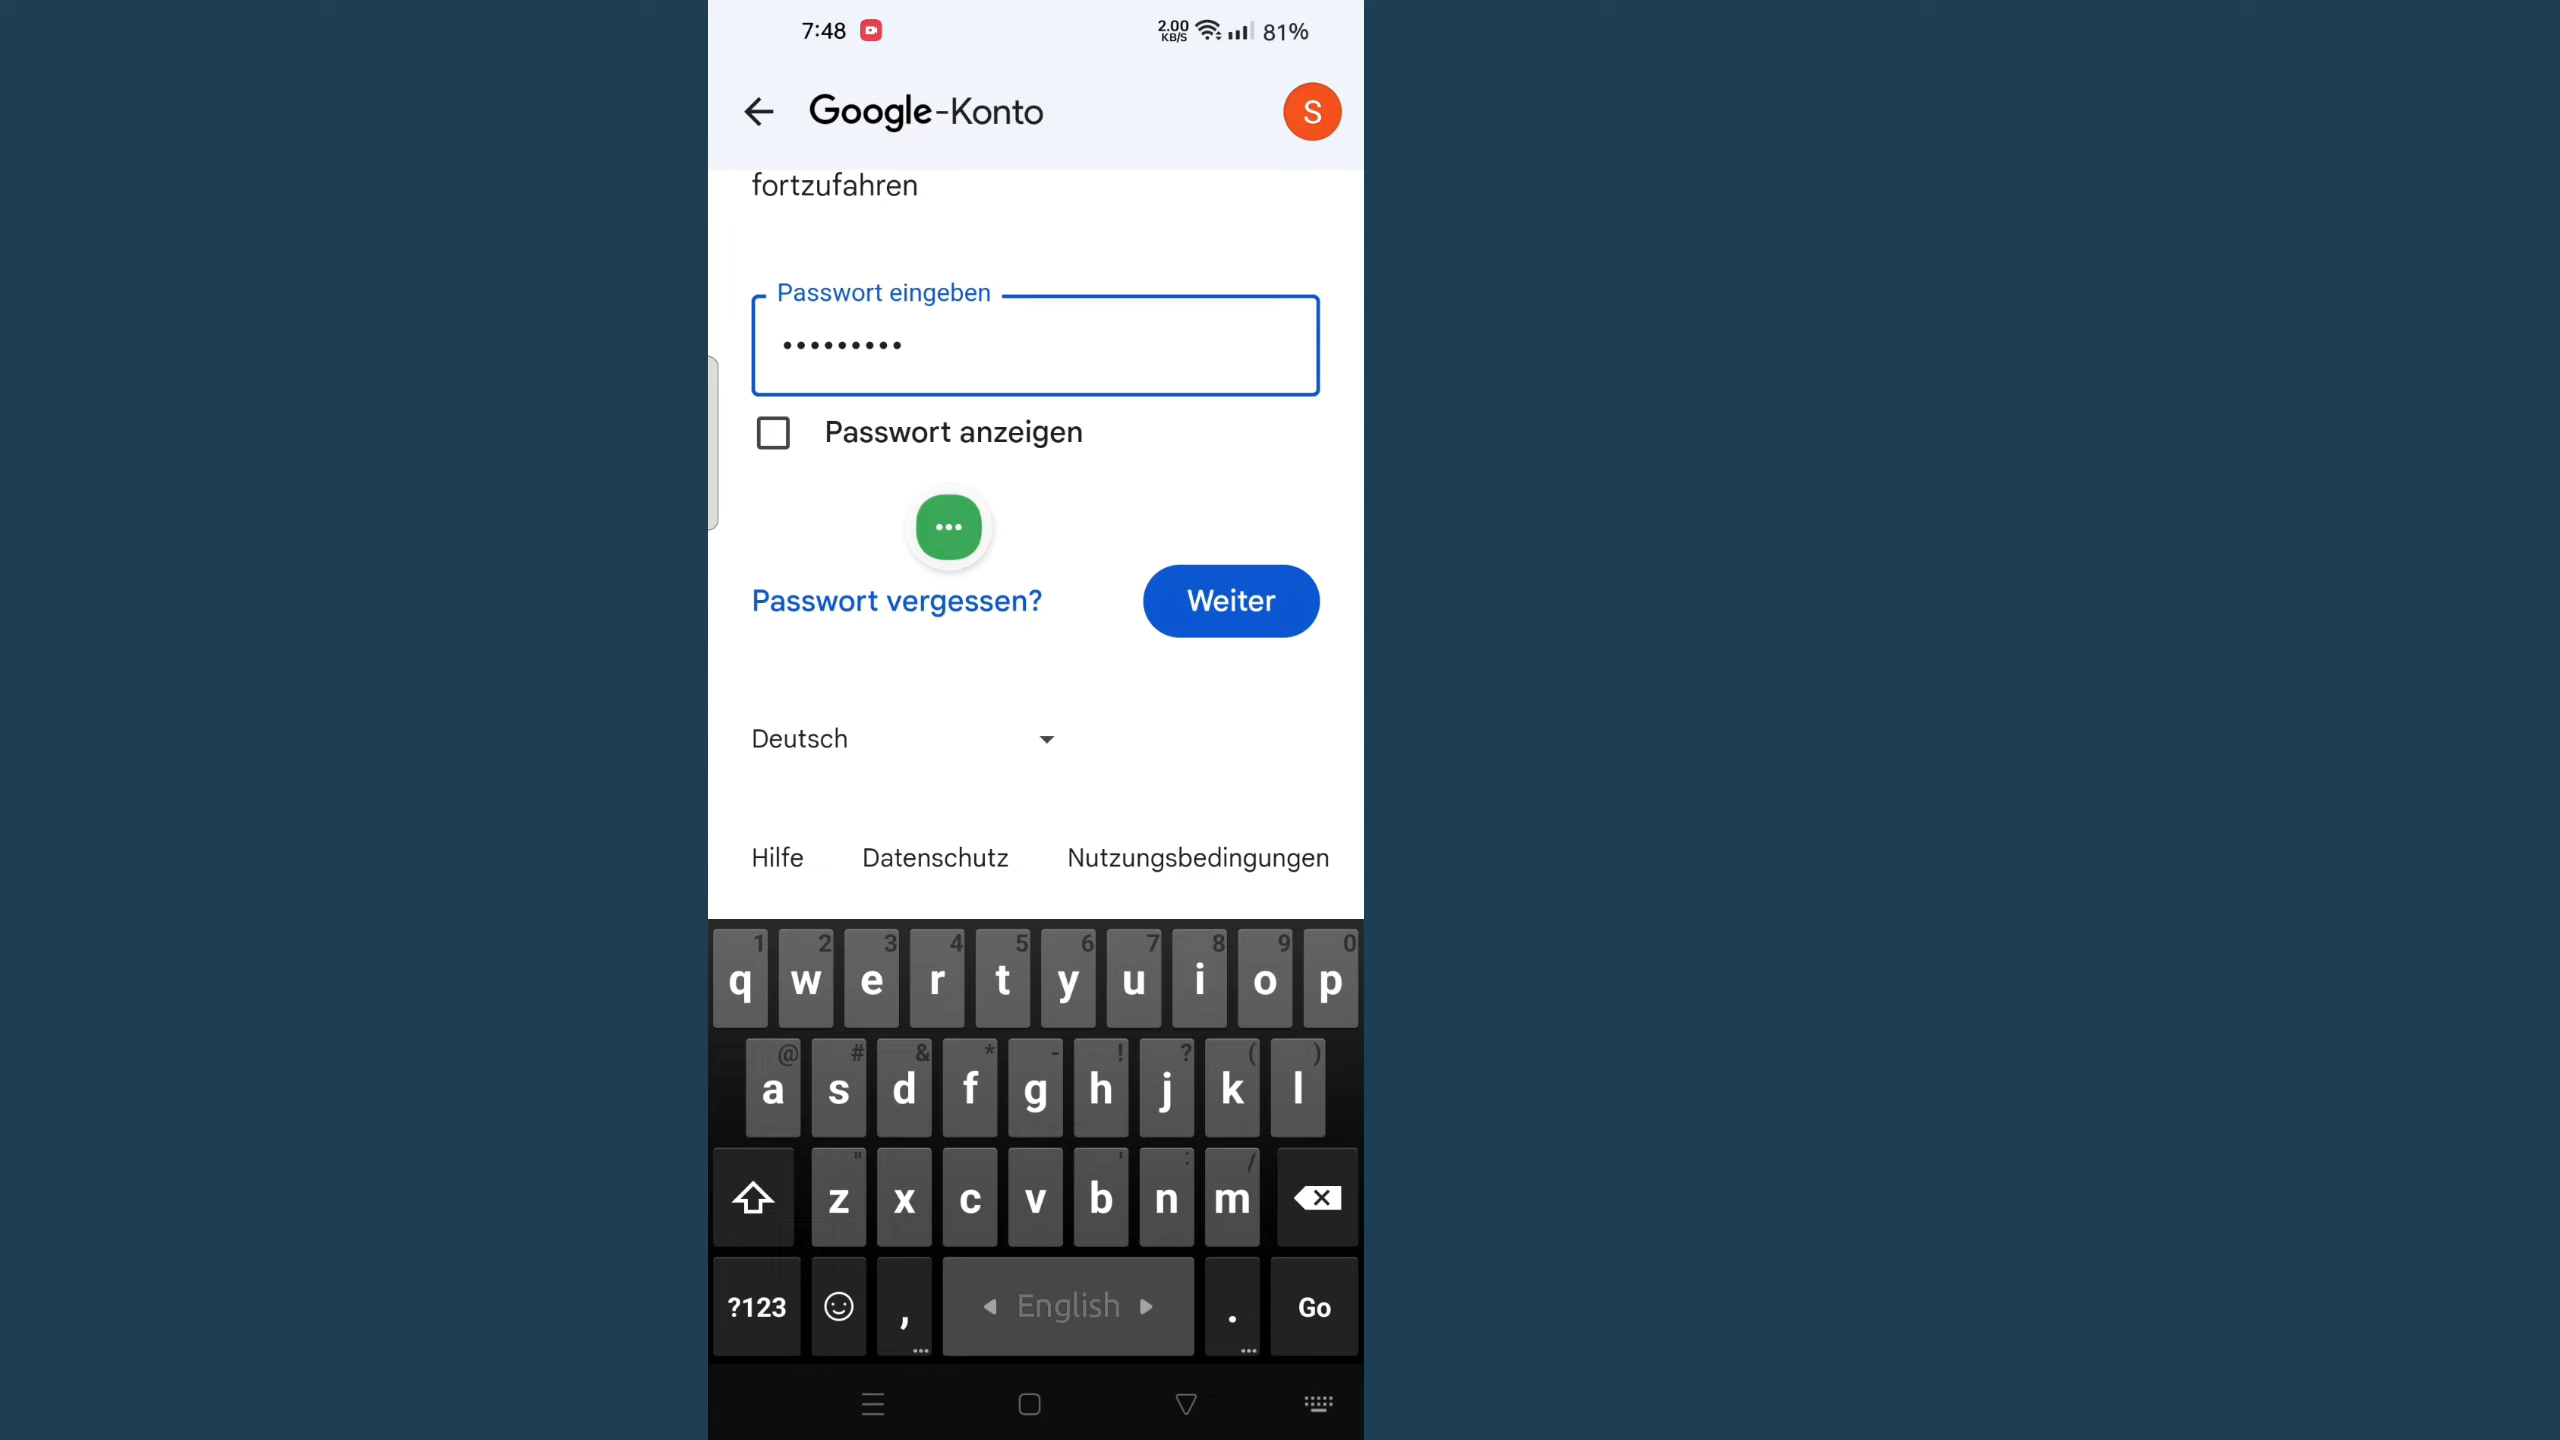 7:48 2.00 KB/S 81%
Google-Konto S
fortzufahren
Passwort eingeben
•••••••••
Passwort anzeigen
Passwort vergessen? Weiter
Deutsch
Hilfe Datenschutz Nutzungsbedingungen
1 2 3 4 5 6 7 8 9 0
q w e r t y u i o p
@ # & * - ! ? ( )
a s d f g h j k l
" ' : /
z x c v b n m
?123 , English . Go